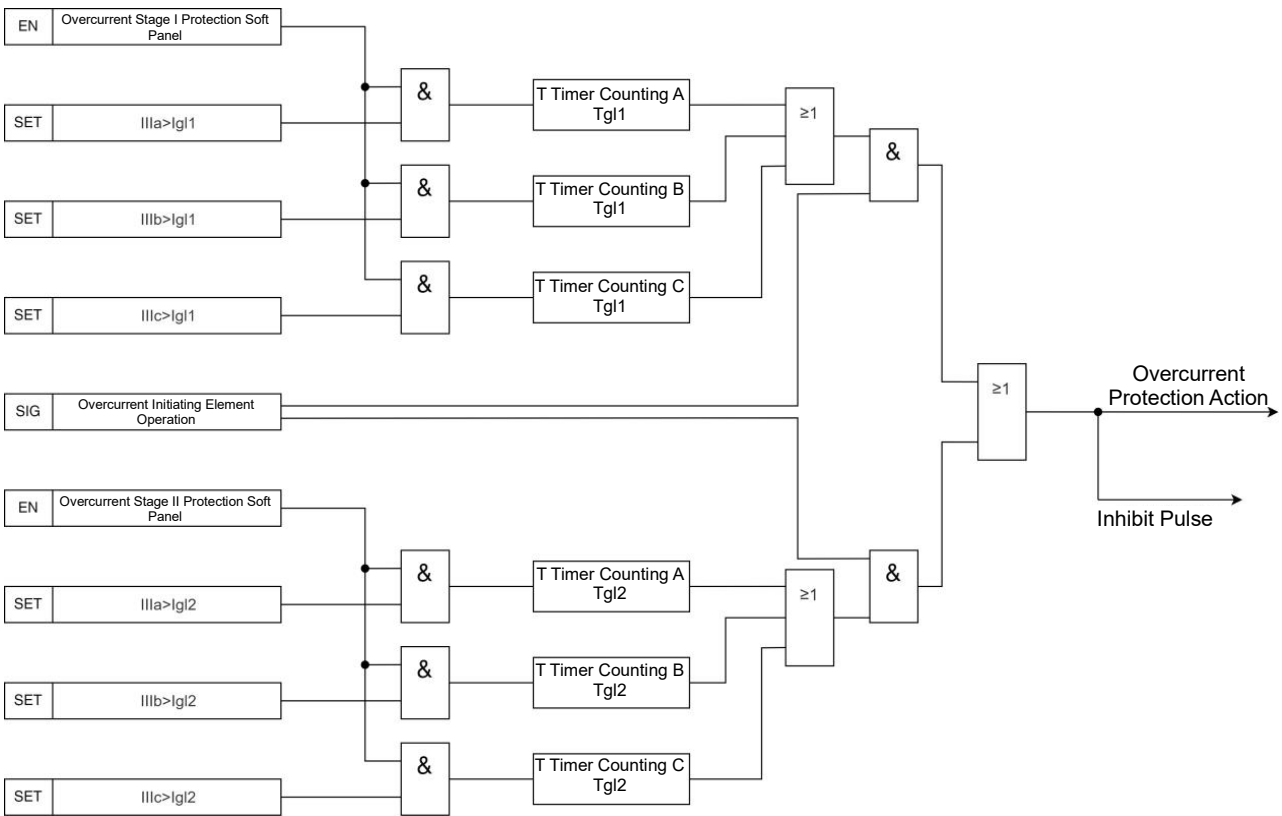 EN
Overcurrent Stage I Protection Soft
Panel
&
T Timer Counting A
Tgl1
≥1
SET
IIIa>Igl1
&
&
T Timer Counting B
Tgl1
SET
IIIb>Igl1
&
T Timer Counting C
Tgl1
SET
IIIc>Igl1
SIG
Overcurrent Initiating Element
Operation
≥1
Overcurrent
Protection Action
Inhibit Pulse
EN
Overcurrent Stage II Protection Soft
Panel
&
T Timer Counting A
Tgl2
≥1
&
SET
IIIa>Igl2
&
T Timer Counting B
Tgl2
SET
IIIb>Igl2
&
T Timer Counting C
Tgl2
SET
IIIc>Igl2